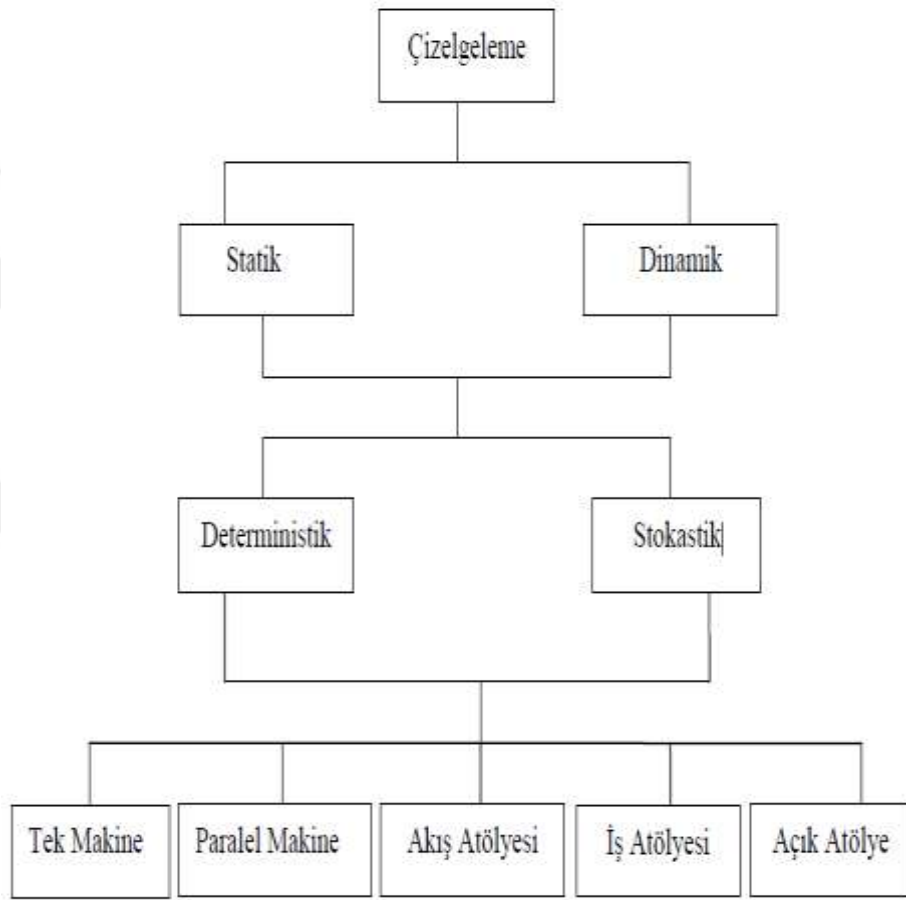 Çizelgeleme
Statik
Dinamik
Deterministik
Stokastik
Tek Makine
Paralel Makine
Akış Atölyesi
İş Atölyesi
Açık Atölye